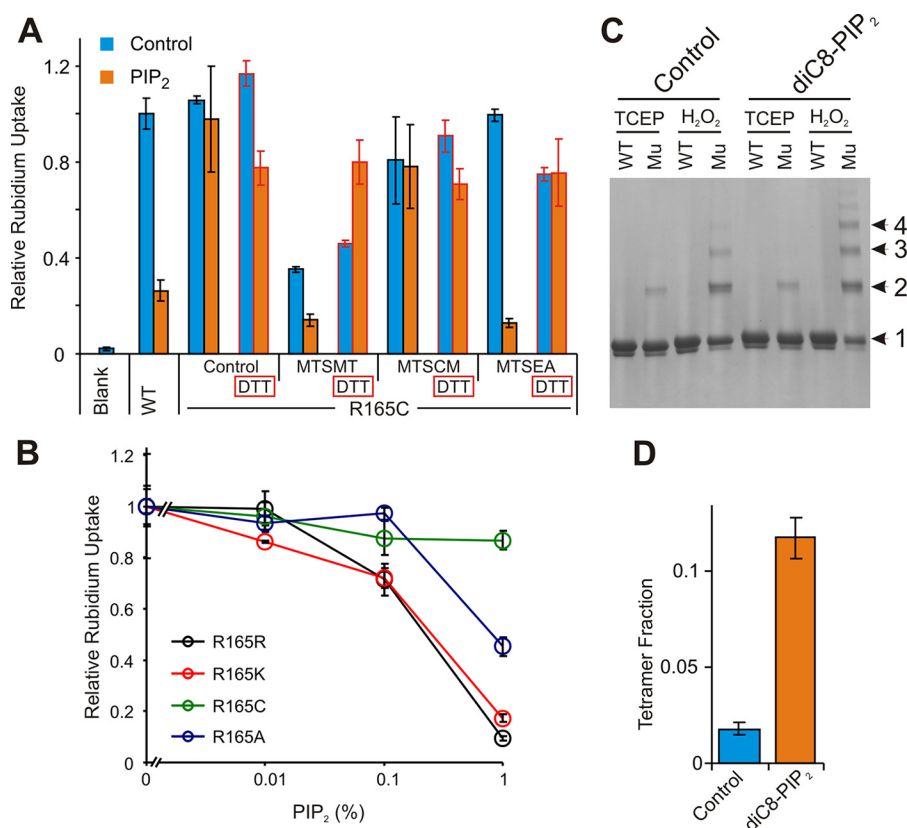 A
Control
PIP2
Relative Rubidium Uptake
1.2
0.8
0.4
0
Blank
WT
Control
MTSMT
MTSCM
MTSEA
DTT
DTT
DTT
DTT
R165C
B
Relative Rubidium Uptake
1.2
1
0.8
0.6
0.4
0.2
0
R165R
R165K
R165C
R165A
0
0.01
0.1
1
PIP2 (%)
C
Control
diC8-PIP2
TCEP
H2O2
TCEP
H2O2
WT
Mu
WT
Mu
WT
Mu
WT
Mu
4
3
2
1
D
Tetramer Fraction
0.1
0.05
0
Control
diC8-PIP2